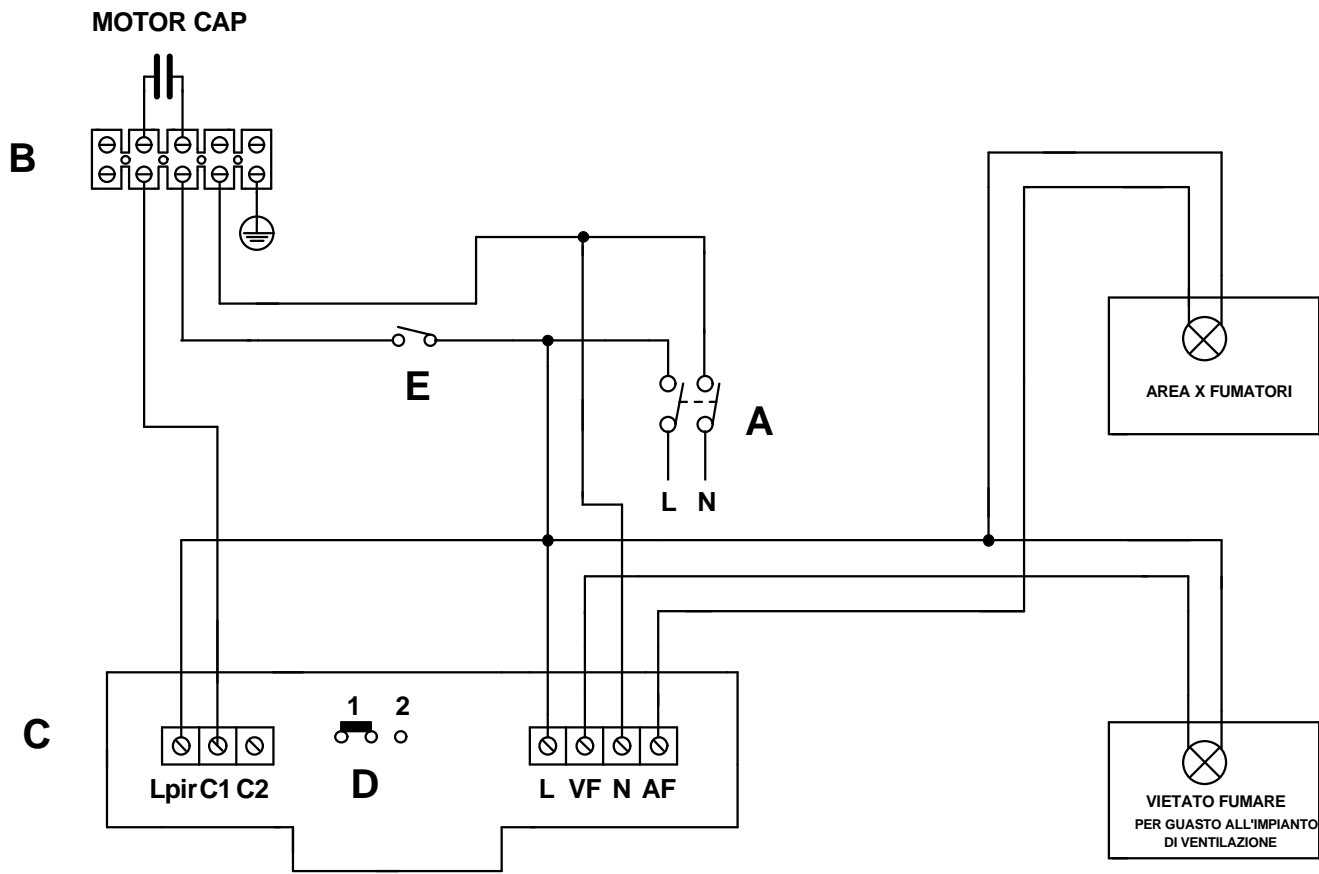 MOTOR CAP
B
E
A
L N
AREA X FUMATORI
C
1 2
D
Lpir C1 C2
L VF N AF
VIETATO FUMARE
PER GUASTO ALL'IMPIANTO
DI VENTILAZIONE